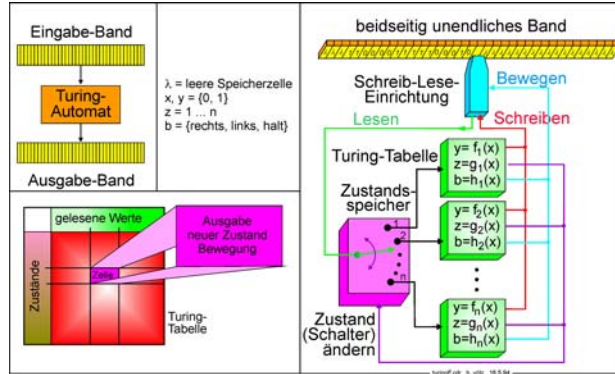 Eingabe-Band
Turing-
Automat
Ausgabe-Band
λ = leere Speicherzelle
x, y = {0, 1}
z = 1 ... n
b = {rechts, links, halt}
gelesene Werte
Zustände
Zelle
Ausgabe
neuer Zustand
Bewegung
Turing-
Tabelle
beidseitig unendliches Band
Schreib-Lese-
Einrichtung
Bewegen
Lesen
Schreiben
Turing-Tabelle
Zustands-
speicher
1
2
n
y= f₁(x)
z=g₁(x)
b=h₁(x)
y= f₂(x)
z=g₂(x)
b=h₂(x)
y= fₙ(x)
z=gₙ(x)
b=hₙ(x)
Zustand
(Schalter)
ändern